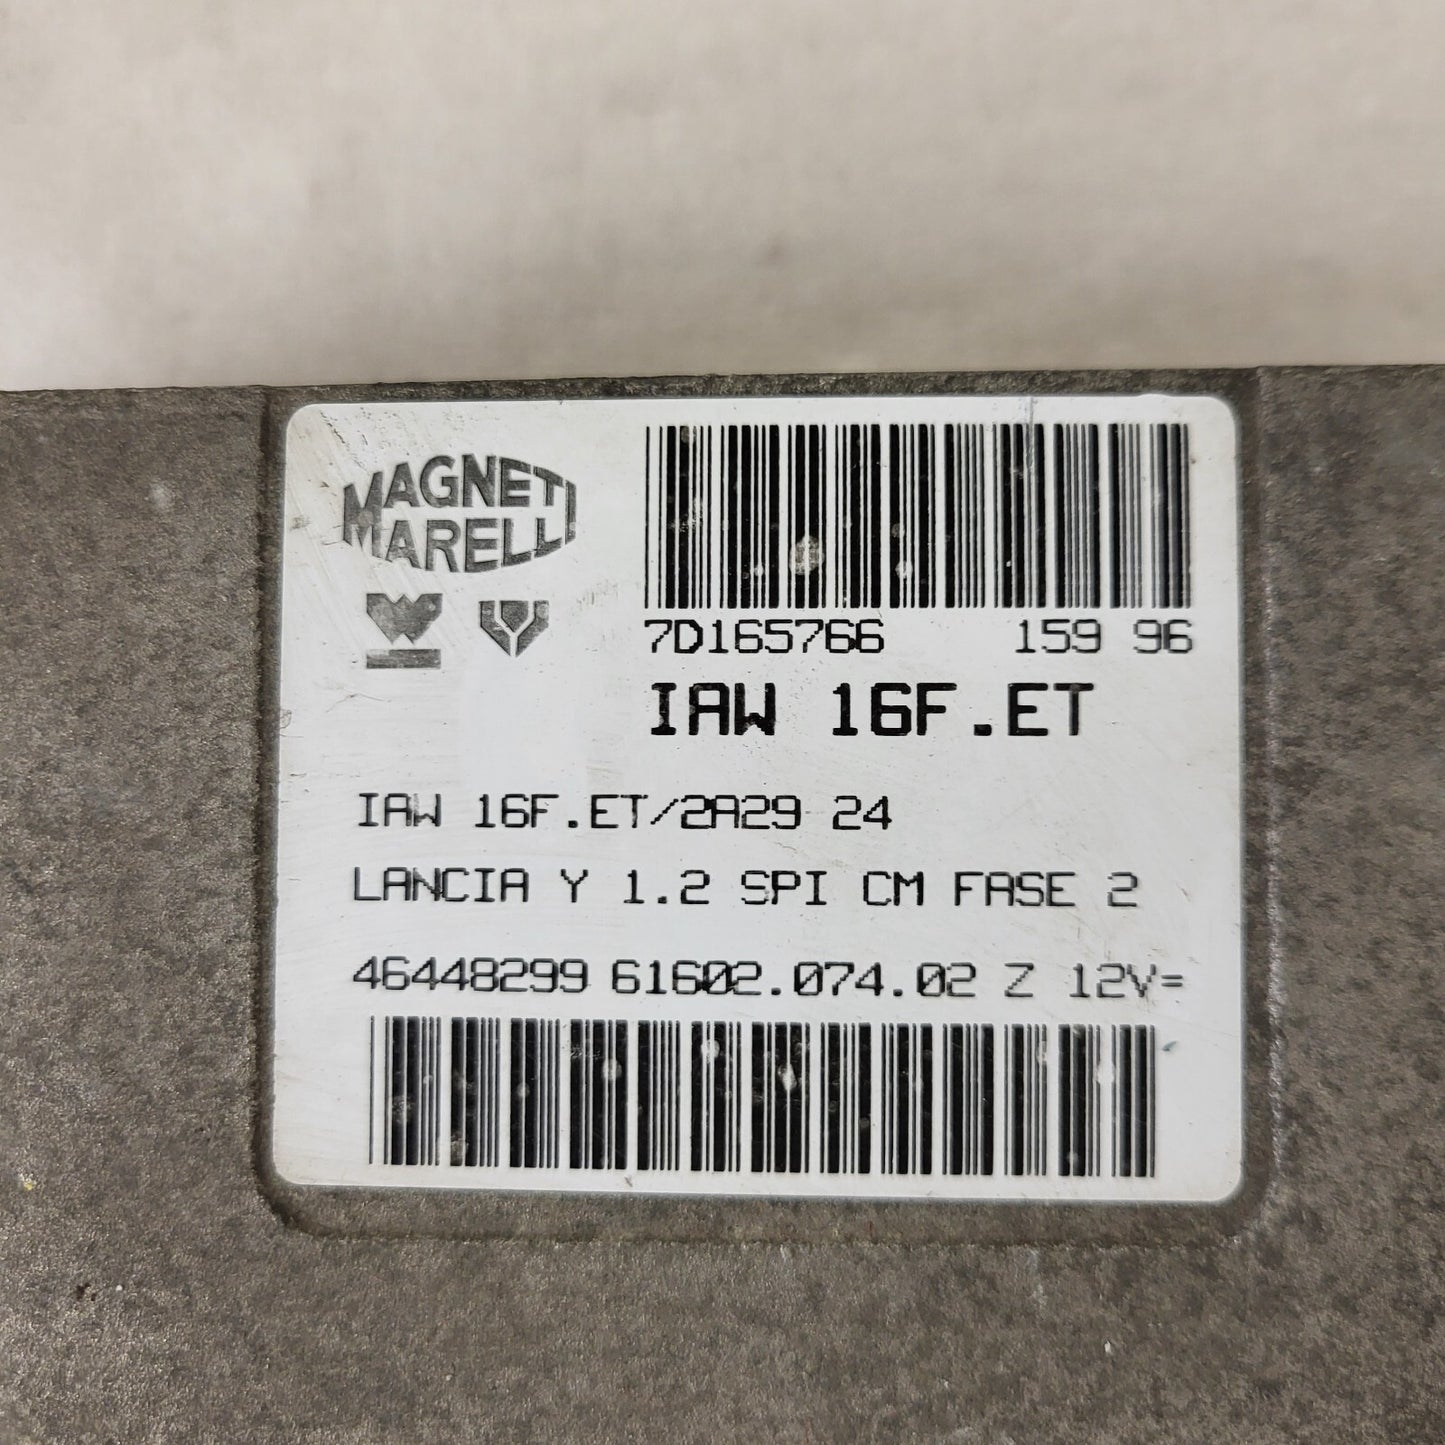 MAGNETI
MARELLI
7D165766 159 96
IAW 16F.ET
IAW 16F.ET/2A29 24
LANCIA Y 1.2 SPI CM FASE 2
46448299 61602.074.02 Z 12V=